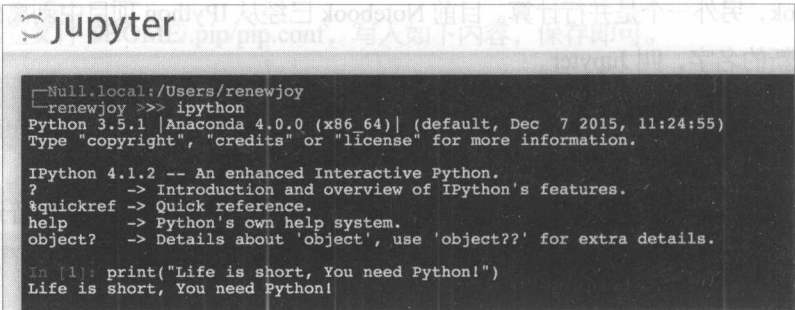 jupyter
┌─Null.local:/Users/renewjoy
└─renewjoy >>> ipython
Python 3.5.1 |Anaconda 4.0.0 (x86_64)| (default, Dec  7 2015, 11:24:55)
Type "copyright", "credits" or "license" for more information.
IPython 4.1.2 -- An enhanced Interactive Python.
?         -> Introduction and overview of IPython's features.
%quickref -> Quick reference.
help      -> Python's own help system.
object?   -> Details about 'object', use 'object??' for extra details.
In [1]: print("Life is short, You need Python!")
Life is short, You need Python!